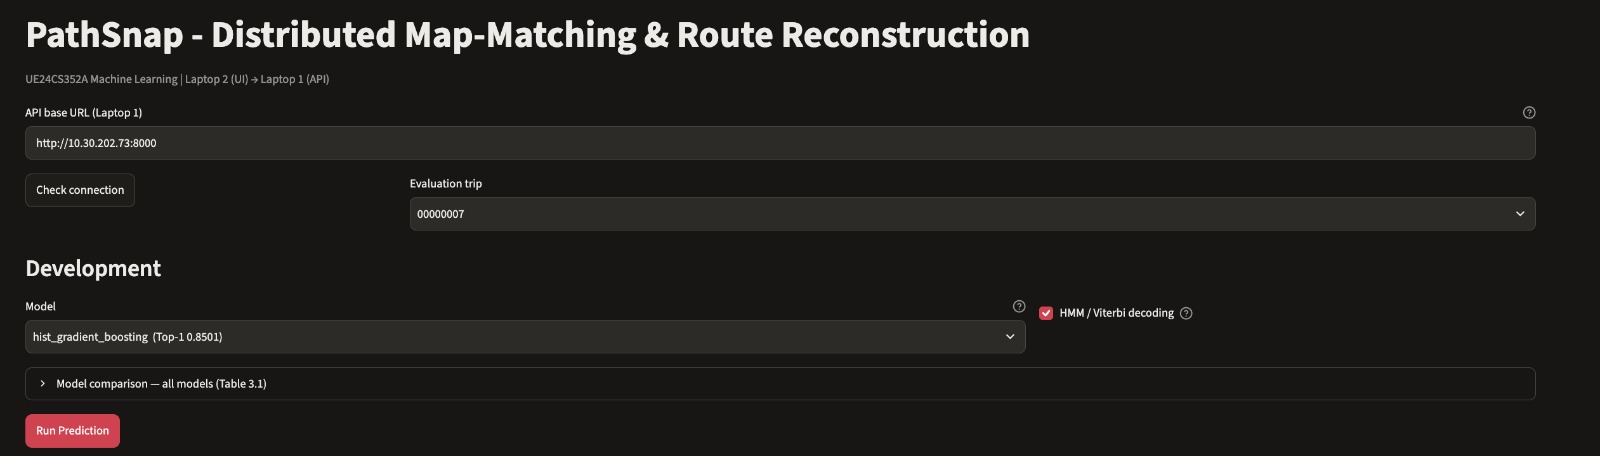 PathSnap - Distributed Map-Matching & Route Reconstruction
UE24CS352A Machine Learning | Laptop 2 (UI) → Laptop 1 (API)
API base URL (Laptop 1)
http://10.30.202.73:8000
Check connection
Evaluation trip
00000007
Development
Model
hist_gradient_boosting (Top-1 0.8501)
HMM / Viterbi decoding
Model comparison — all models (Table 3.1)
Run Prediction